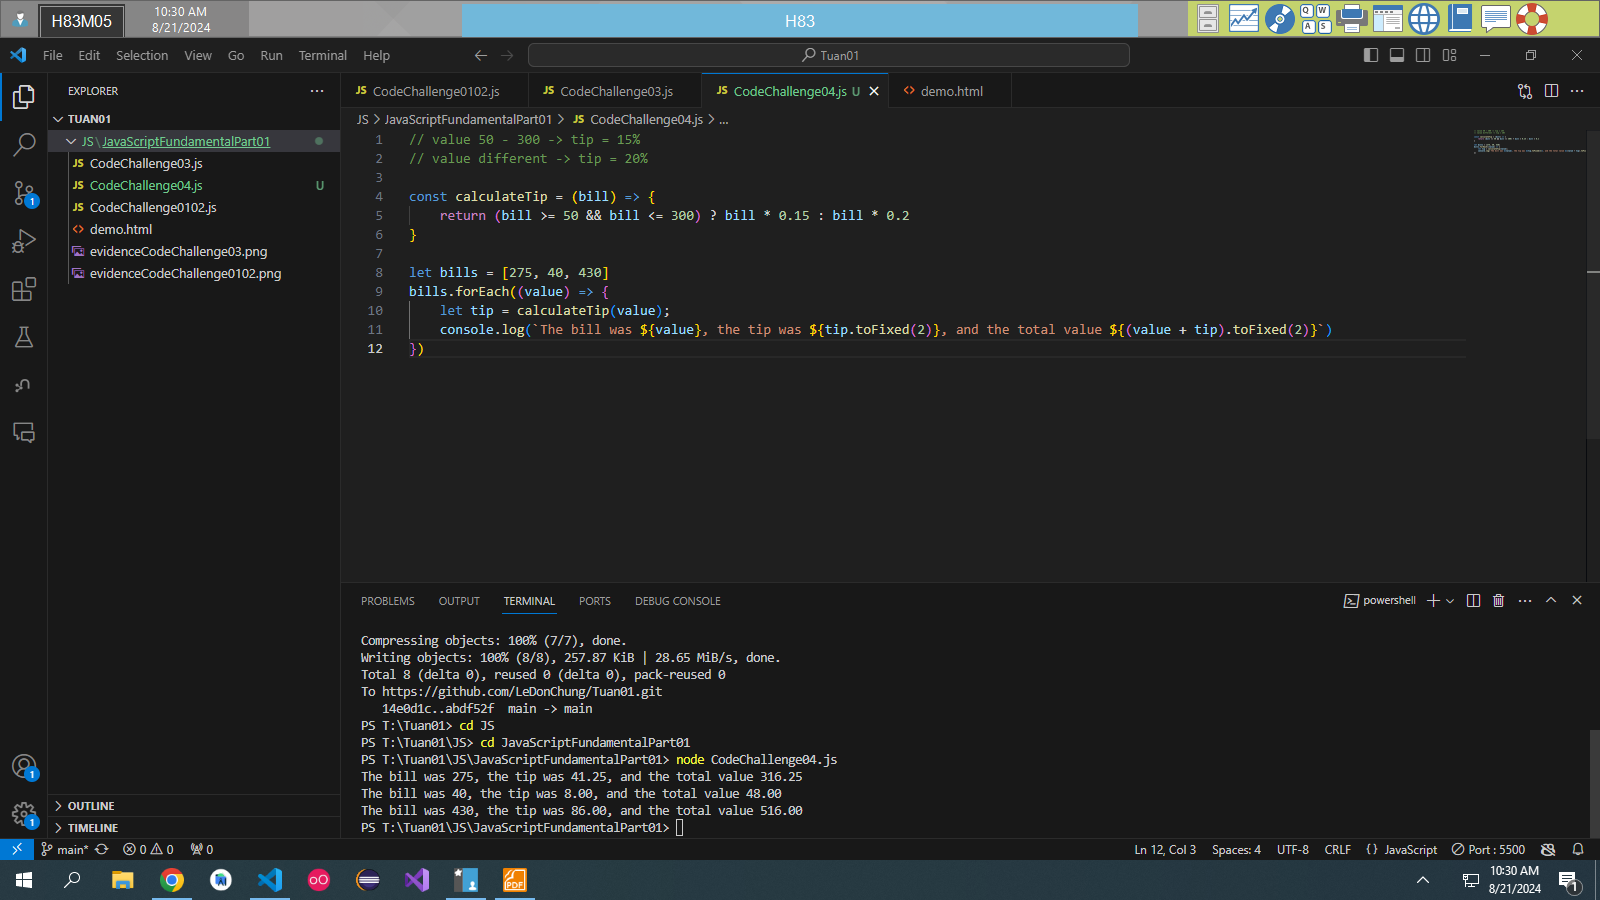 H83M05
10:30 AM
8/21/2024
H83
Q W
A S
File Edit Selection View Go Run Terminal Help
Tuan01
EXPLORER
JS CodeChallenge0102.js JS CodeChallenge03.js JS CodeChallenge04.js U demo.html
TUAN01
JS > JavaScriptFundamentalPart01 > JS CodeChallenge04.js > ...
JS \ JavaScriptFundamentalPart01
JS CodeChallenge03.js
JS CodeChallenge04.js U
JS CodeChallenge0102.js
demo.html
evidenceCodeChallenge03.png
evidenceCodeChallenge0102.png
1 // value 50 - 300 -> tip = 15%
2 // value different -> tip = 20%
3
4 const calculateTip = (bill) => {
5 return (bill >= 50 && bill <= 300) ? bill * 0.15 : bill * 0.2
6 }
7
8 let bills = [275, 40, 430]
9 bills.forEach((value) => {
10 let tip = calculateTip(value);
11 console.log(`The bill was ${value}, the tip was ${tip.toFixed(2)}, and the total value ${(value + tip).toFixed(2)}`)
12 })
1
1
1
OUTLINE
TIMELINE
PROBLEMS OUTPUT TERMINAL PORTS DEBUG CONSOLE
powershell
Compressing objects: 100% (7/7), done.
Writing objects: 100% (8/8), 257.87 KiB | 28.65 MiB/s, done.
Total 8 (delta 0), reused 0 (delta 0), pack-reused 0
To https://github.com/LeDonChung/Tuan01.git
14e0d1c..abdf52f main -> main
PS T:\Tuan01> cd JS
PS T:\Tuan01\JS> cd JavaScriptFundamentalPart01
PS T:\Tuan01\JS\JavaScriptFundamentalPart01> node CodeChallenge04.js
The bill was 275, the tip was 41.25, and the total value 316.25
The bill was 40, the tip was 8.00, and the total value 48.00
The bill was 430, the tip was 86.00, and the total value 516.00
PS T:\Tuan01\JS\JavaScriptFundamentalPart01>
main* 0 0 0
Ln 12, Col 3 Spaces: 4 UTF-8 CRLF {} JavaScript Port : 5500
PDF
10:30 AM
8/21/2024
1